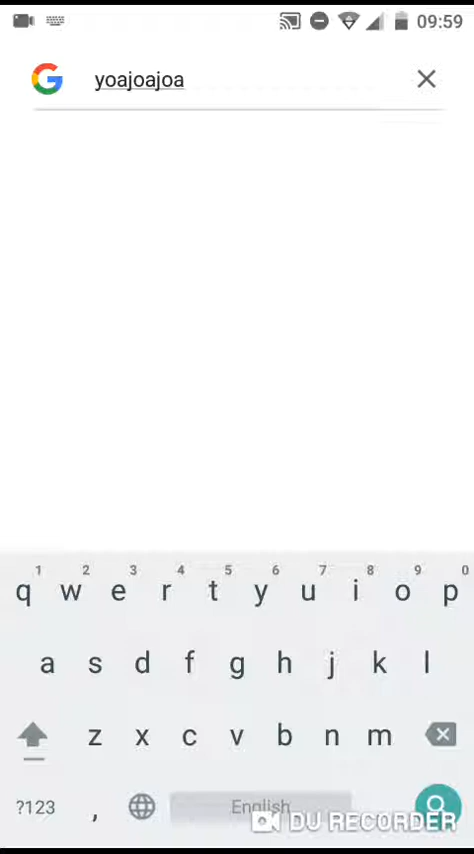 09:59
yoajoajoa
1 2 3 4 5 6 7 8 9 0
q w e r t y u i o p
a s d f g h j k l
z x c v b n m
?123 , English
DU RECORDER